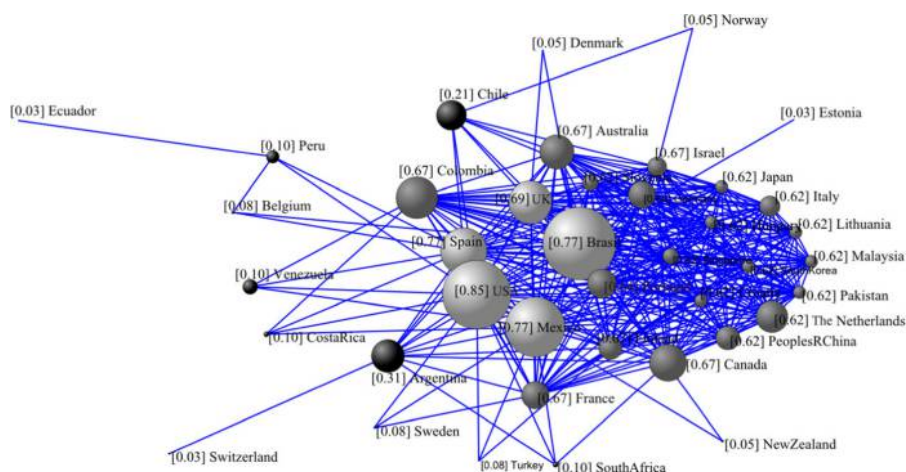 [0.05] Norway
[0.05] Denmark
[0.21] Chile
[0.03] Ecuador
[0.03] Estonia
[0.67] Australia
[0.10] Peru
[0.67] Israel
[0.67] Colombia
[0.62] Japan
[0.69] UK
[0.62] Italy
[0.08] Belgium
[0.62] Lithuania
[0.77] Spain
[0.77] Brasil
[0.62] Malaysia
[0.10] Venezuela
[0.85] USA
[0.62] Pakistan
[0.62] The Netherlands
[0.77] Mexico
[0.10] CostaRica
[0.62] PeoplesRChina
[0.67] Canada
[0.31] Argentina
[0.67] France
[0.08] Sweden
[0.05] NewZealand
[0.03] Switzerland
[0.08] Turkey
[0.10] SouthAfrica